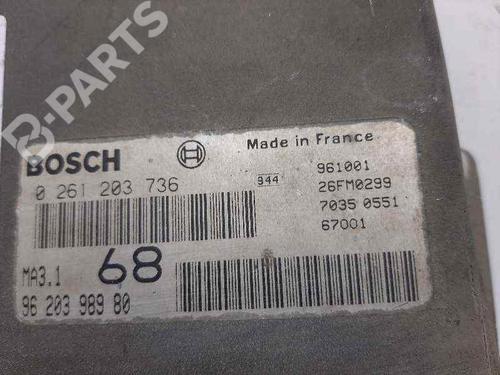 B-PARTS
BOSCH
Made in France
0 261 203 736
944
961001
26FM0299
7035 0551
67001
MA3.1
68
96 203 989 80